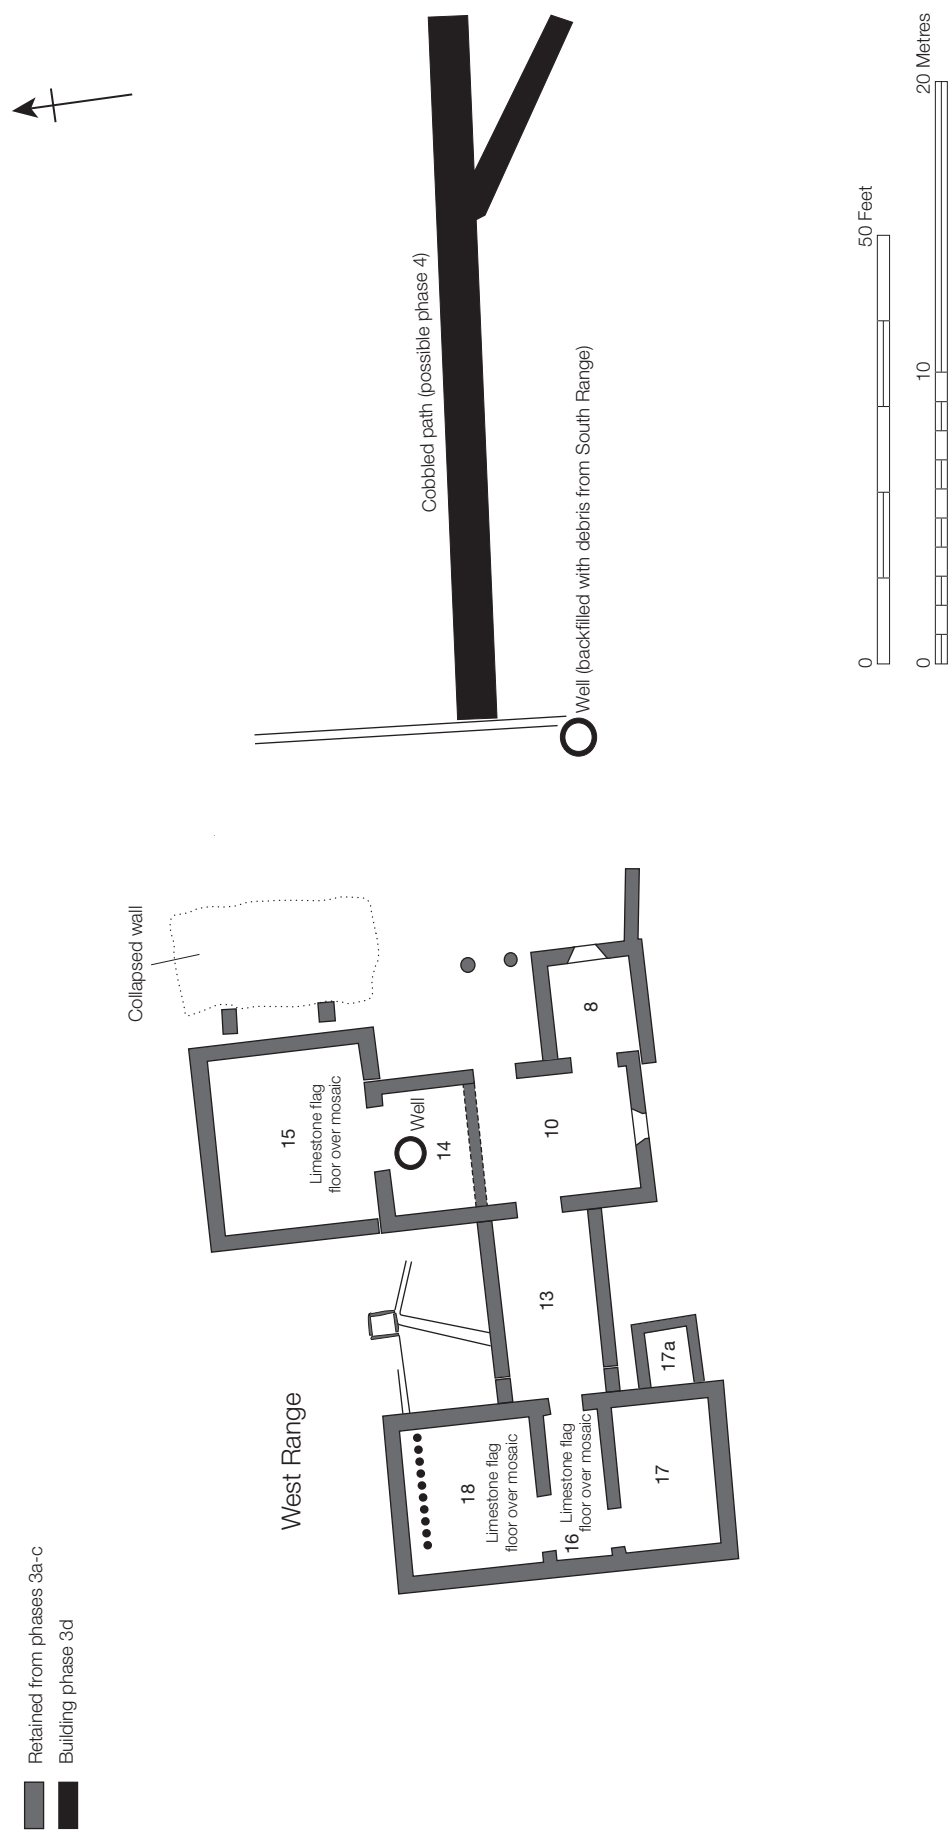 Retained from phases 3a-c
Building phase 3d
West Range
Collapsed wall
15
Limestone flag
floor over mosaic
Well
14
18
Limestone flag
floor over mosaic
16
Limestone flag
floor over mosaic
17
17a
13
10
8
Cobbled path (possible phase 4)
Well (backfilled with debris from South Range)
0
50 Feet
0
10
20 Metres